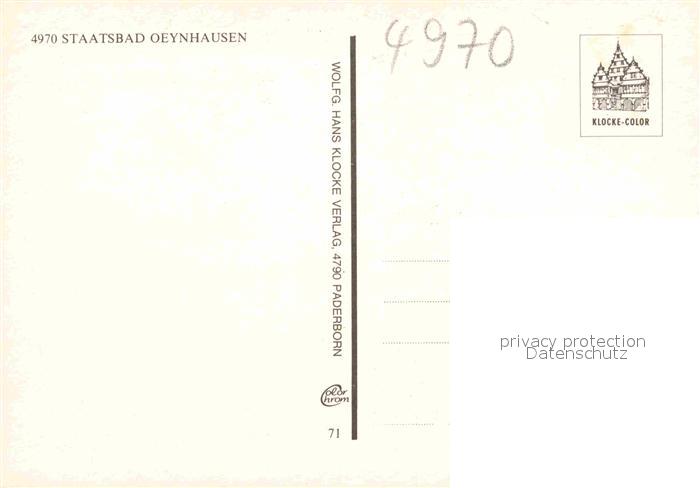 4970 STAATSBAD OEYNHAUSEN
4970
KLOCKE-COLOR
WOLFG. HANS KLOCKE VERLAG, 4790 PADERBORN
Color
Chrom
71
privacy protection
Datenschutz